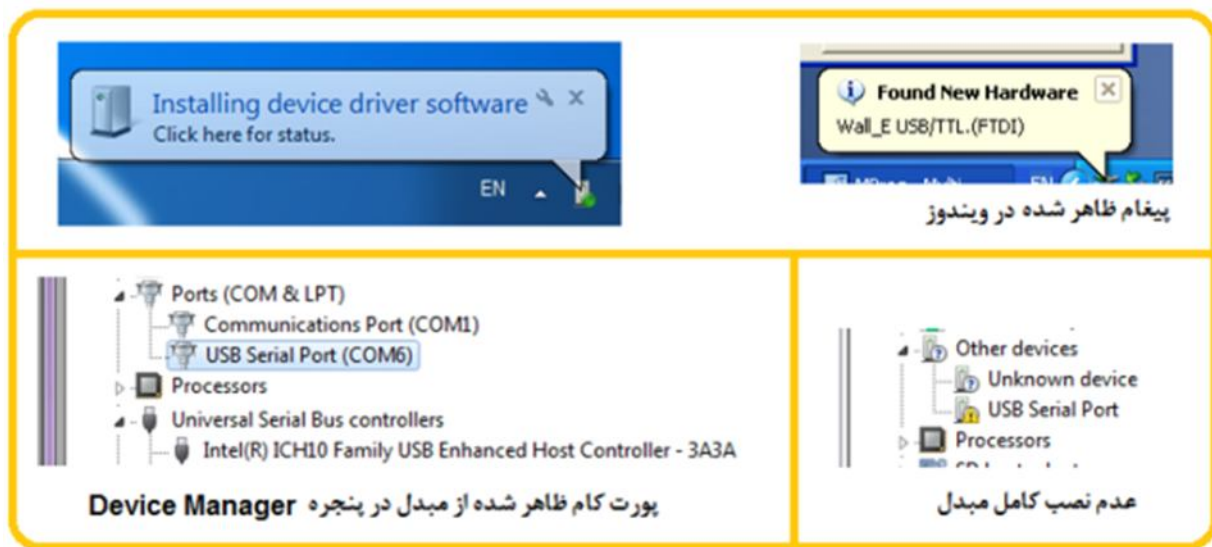 Installing device driver software
Click here for status.
EN
Found New Hardware
Wall_E USB/TTL.(FTDI)
پیغام ظاهر شده در ویندوز
Ports (COM & LPT)
Communications Port (COM1)
USB Serial Port (COM6)
Processors
Universal Serial Bus controllers
Intel(R) ICH10 Family USB Enhanced Host Controller - 3A3A
پورت کام ظاهر شده از مبدل در پنجره Device Manager
Other devices
Unknown device
USB Serial Port
Processors
عدم نصب کامل مبدل